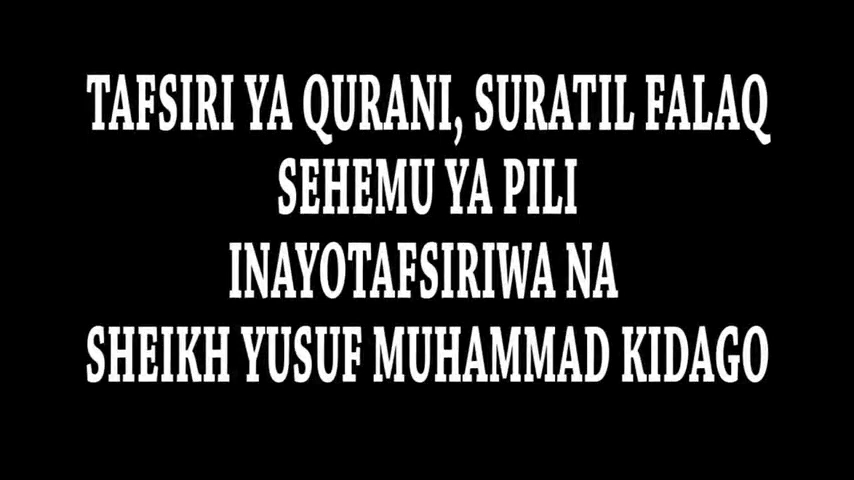 TAFSIRI YA QURANI, SURATIL FALAQ
SEHEMU YA PILI
INAYOTAFSIRIWA NA
SHEIKH YUSUF MUHAMMAD KIDAGO